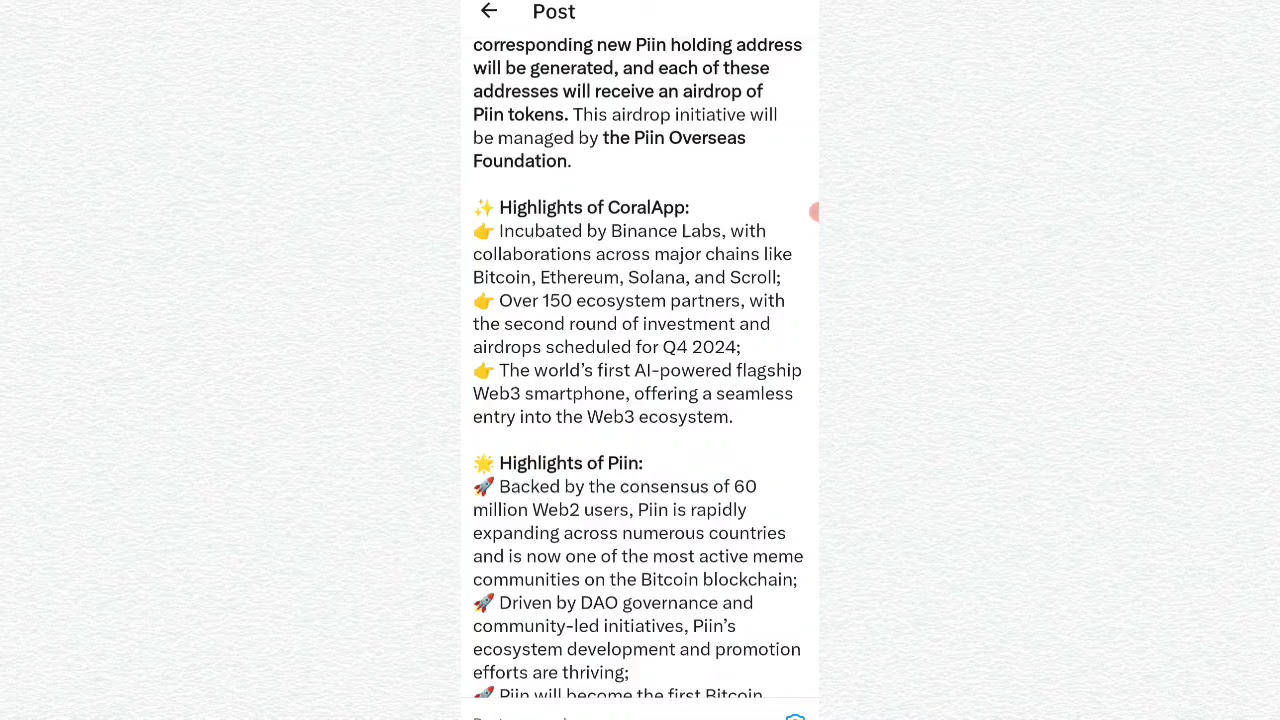 Post
corresponding new Piin holding address
will be generated, and each of these
addresses will receive an airdrop of
Piin tokens. This airdrop initiative will
be managed by the Piin Overseas
Foundation.
✨ Highlights of CoralApp:
👉 Incubated by Binance Labs, with
collaborations across major chains like
Bitcoin, Ethereum, Solana, and Scroll;
👉 Over 150 ecosystem partners, with
the second round of investment and
airdrops scheduled for Q4 2024;
👉 The world’s first AI-powered flagship
Web3 smartphone, offering a seamless
entry into the Web3 ecosystem.
🌟 Highlights of Piin:
🚀 Backed by the consensus of 60
million Web2 users, Piin is rapidly
expanding across numerous countries
and is now one of the most active meme
communities on the Bitcoin blockchain;
🚀 Driven by DAO governance and
community-led initiatives, Piin’s
ecosystem development and promotion
efforts are thriving;
🚀 Piin will become the first Bitcoin